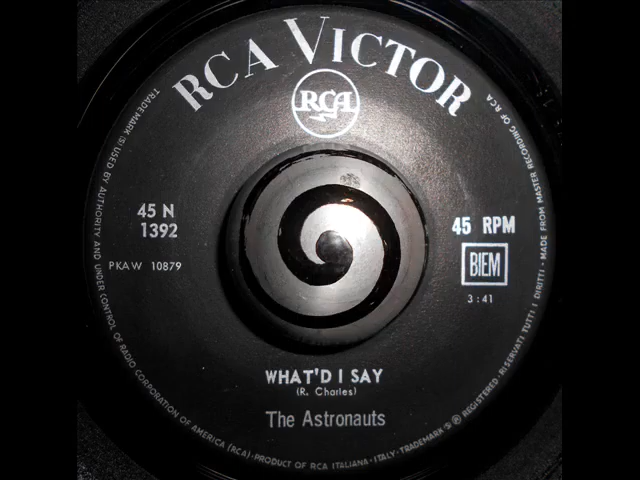 RCA VICTOR
RCA
45 N
1392
PKAW 10879
45 RPM
BIEM
3:41
WHAT'D I SAY
(R. Charles)
The Astronauts
TRADEMARK (S) USED BY AUTHORITY AND UNDER CONTROL OF RADIO CORPORATION OF AMERICA (RCA) · PRODUCT OF RCA ITALIANA · ITALY · TRADEMARK ® REGISTERED · RISERVATI TUTTI I DIRITTI · MADE FROM MASTER RECORDING OF RCA